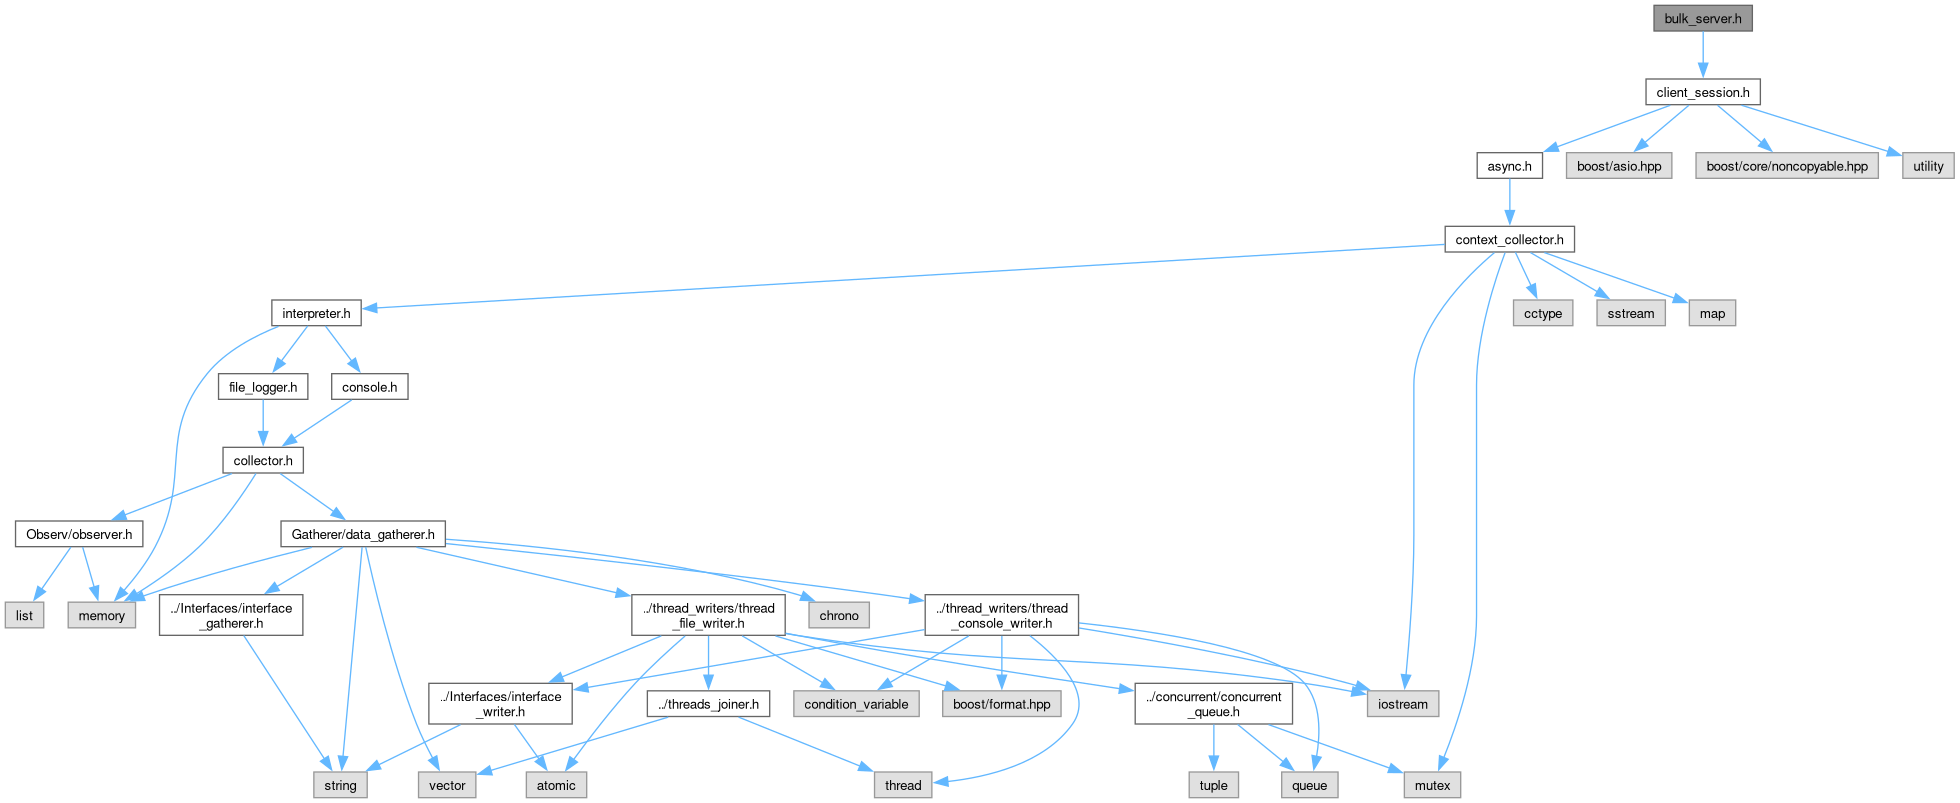 bulk_server.h
client_session.h
async.h
boost/asio.hpp
boost/core/noncopyable.hpp
utility
context_collector.h
interpreter.h
cctype
sstream
map
file_logger.h
console.h
collector.h
Observ/observer.h
Gatherer/data_gatherer.h
list
memory
../Interfaces/interface
_gatherer.h
../thread_writers/thread
_file_writer.h
chrono
../thread_writers/thread
_console_writer.h
../Interfaces/interface
_writer.h
../threads_joiner.h
condition_variable
boost/format.hpp
../concurrent/concurrent
_queue.h
iostream
string
vector
atomic
thread
tuple
queue
mutex